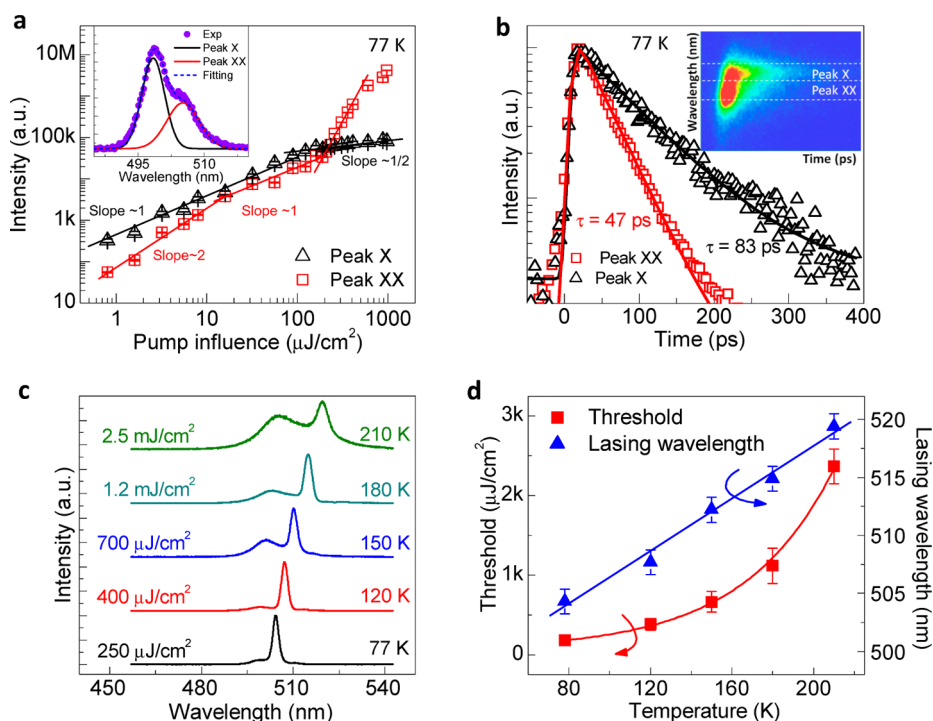 a
77 K
Exp
Peak X
Peak XX
Fitting
495 510
Wavelength (nm)
10M
100k
1k
10
Intensity (a.u.)
Slope ~1
Slope~2
Slope ~1
Slope ~1/2
Peak X
Peak XX
1 10 100 1000
Pump influence (μJ/cm²)
b
77 K
Wavelength (nm)
Peak X
Peak XX
Time (ps)
Intensity (a.u.)
τ = 47 ps
τ = 83 ps
Peak XX
Peak X
0 100 200 300 400
Time (ps)
c
Intensity (a.u.)
2.5 mJ/cm² 210 K
1.2 mJ/cm² 180 K
700 μJ/cm² 150 K
400 μJ/cm² 120 K
250 μJ/cm² 77 K
450 480 510 540
Wavelength (nm)
d
Threshold
Lasing wavelength
3k
2k
1k
0
Threshold (μJ/cm²)
520
516
512
508
504
500
Lasing wavelength (nm)
80 120 160 200
Temperature (K)